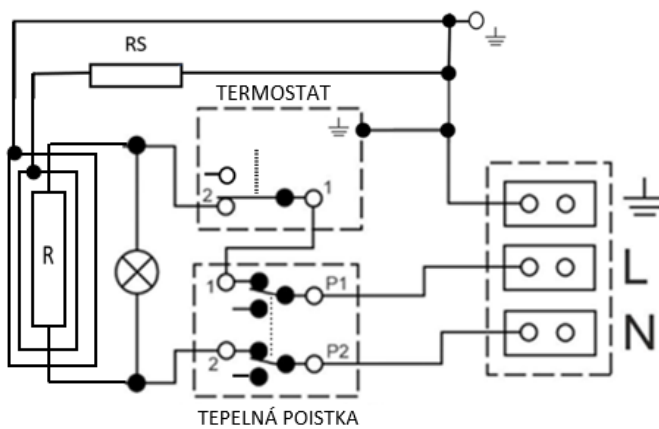 RS
TERMOSTAT
2
1
R
1
P1
L
2
P2
N
TEPELNÁ POISTKA